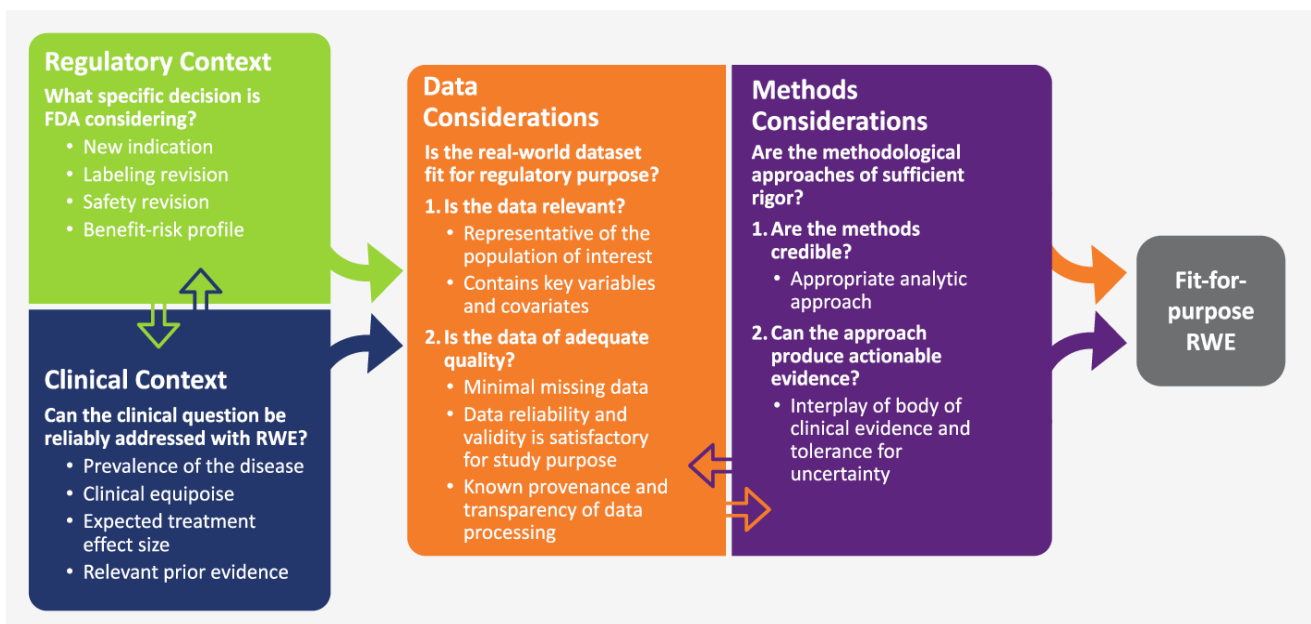 Regulatory Context
What specific decision is
FDA considering?
• New indication
• Labeling revision
• Safety revision
• Benefit-risk profile
Clinical Context
Can the clinical question be
reliably addressed with RWE?
• Prevalence of the disease
• Clinical equipoise
• Expected treatment
effect size
• Relevant prior evidence
Data
Considerations
Is the real-world dataset
fit for regulatory purpose?
1. Is the data relevant?
• Representative of the
population of interest
• Contains key variables
and covariates
2. Is the data of adequate
quality?
• Minimal missing data
• Data reliability and
validity is satisfactory
for study purpose
• Known provenance and
transparency of data
processing
Methods
Considerations
Are the methodological
approaches of sufficient
rigor?
1. Are the methods
credible?
• Appropriate analytic
approach
2. Can the approach
produce actionable
evidence?
• Interplay of body of
clinical evidence and
tolerance for
uncertainty
Fit-for-
purpose
RWE